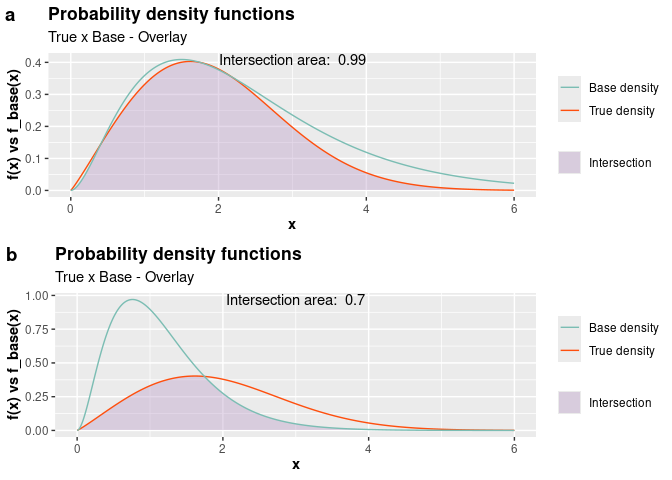 a
Probability density functions
True x Base - Overlay
Intersection area:  0.99
f(x) vs f_base(x)
0.4
0.3
0.2
0.1
0.0
0 2 4 6
x
Base density
True density
Intersection
b
Probability density functions
True x Base - Overlay
Intersection area:  0.7
f(x) vs f_base(x)
1.00
0.75
0.50
0.25
0.00
0 2 4 6
x
Base density
True density
Intersection